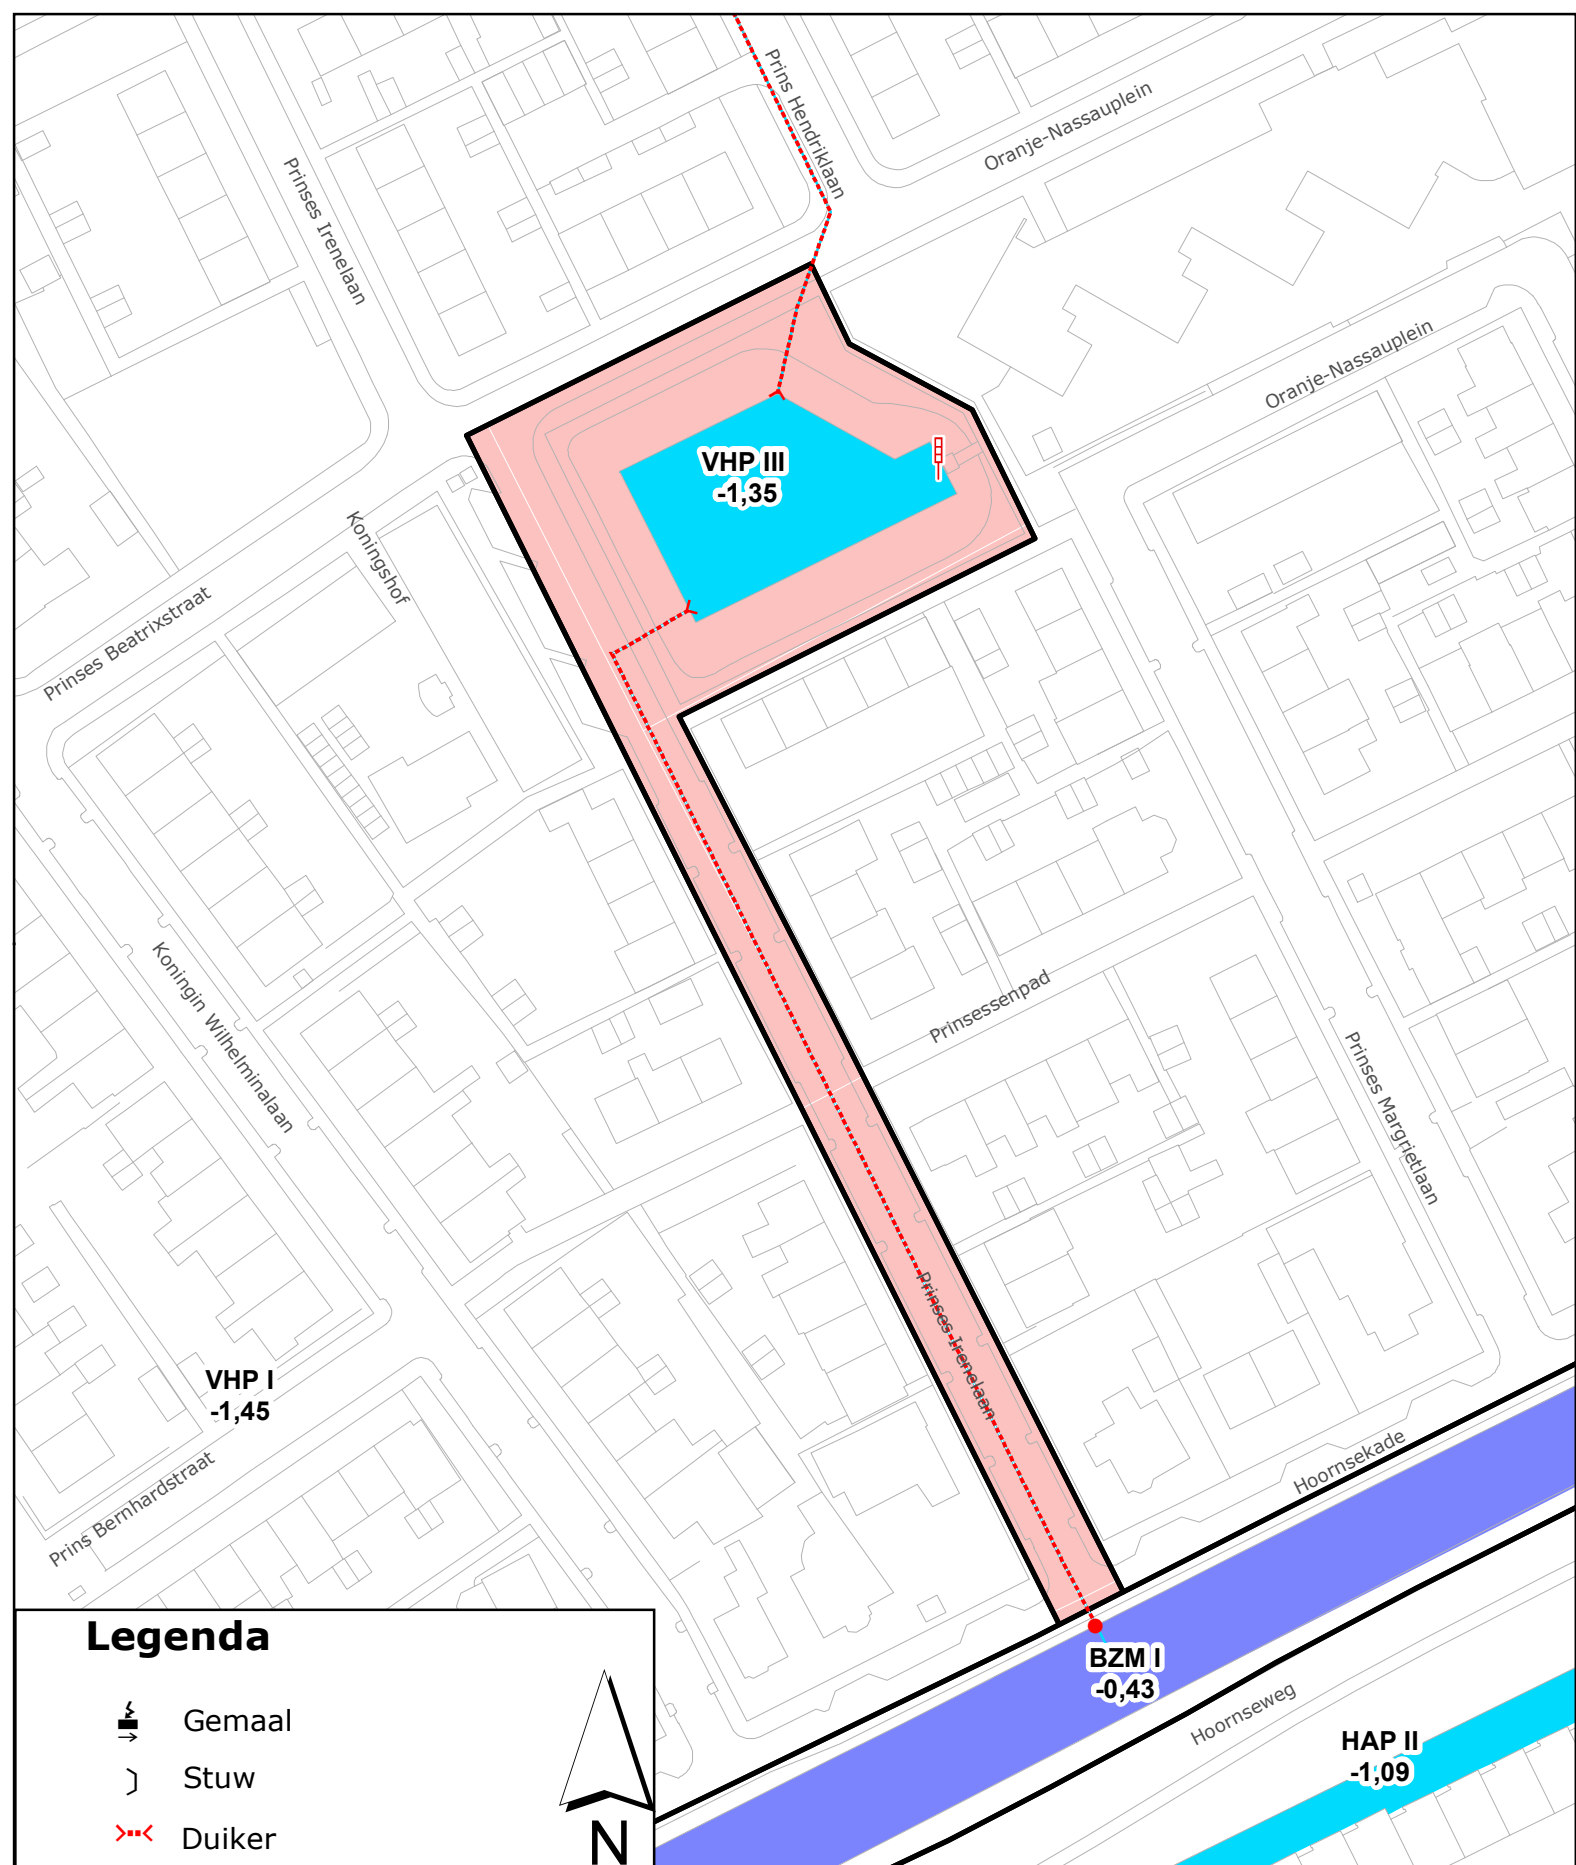 Prins Hendriklaan
Oranje-Nassauplein
Prinses Irenelaan
Oranje-Nassauplein
VHP III
-1,35
Koningshof
Prinses Beatrixstraat
Koningin Wilhelminalaan
Prinsessenpad
Prinses Margrietlaan
Prinses Irenelaan
VHP I
-1,45
Prins Bernhardstraat
Hoornsekade
BZM I
-0,43
Hoornseweg
HAP II
-1,09
Legenda
Gemaal
Stuw
Duiker
N